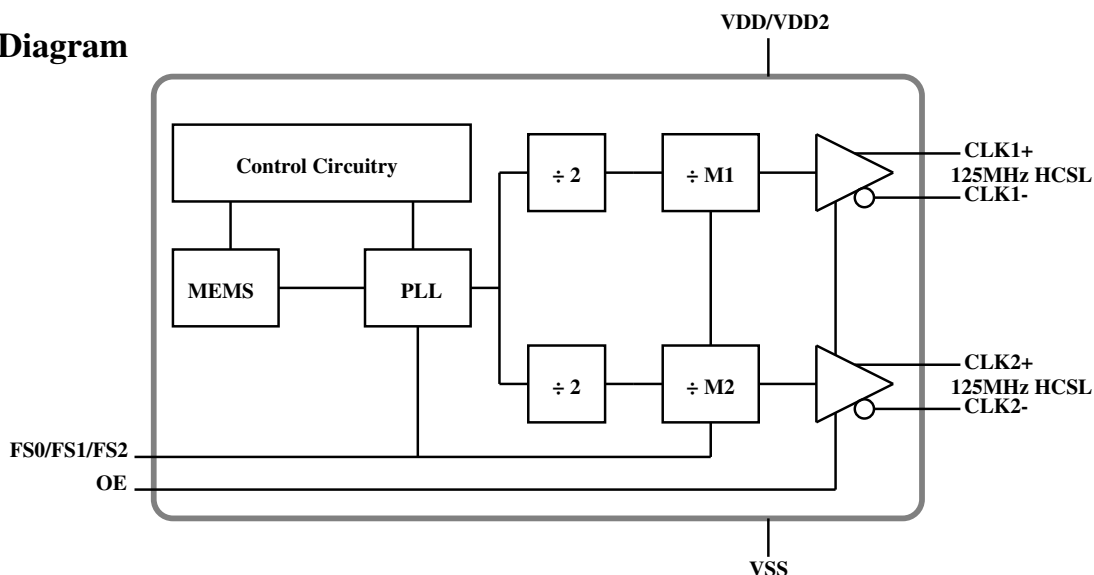 VDD/VDD2
Diagram
Control Circuitry
÷ 2
÷ M1
CLK1+
125MHz HCSL
CLK1-
MEMS
PLL
÷ 2
÷ M2
CLK2+
125MHz HCSL
CLK2-
FS0/FS1/FS2
OE
VSS